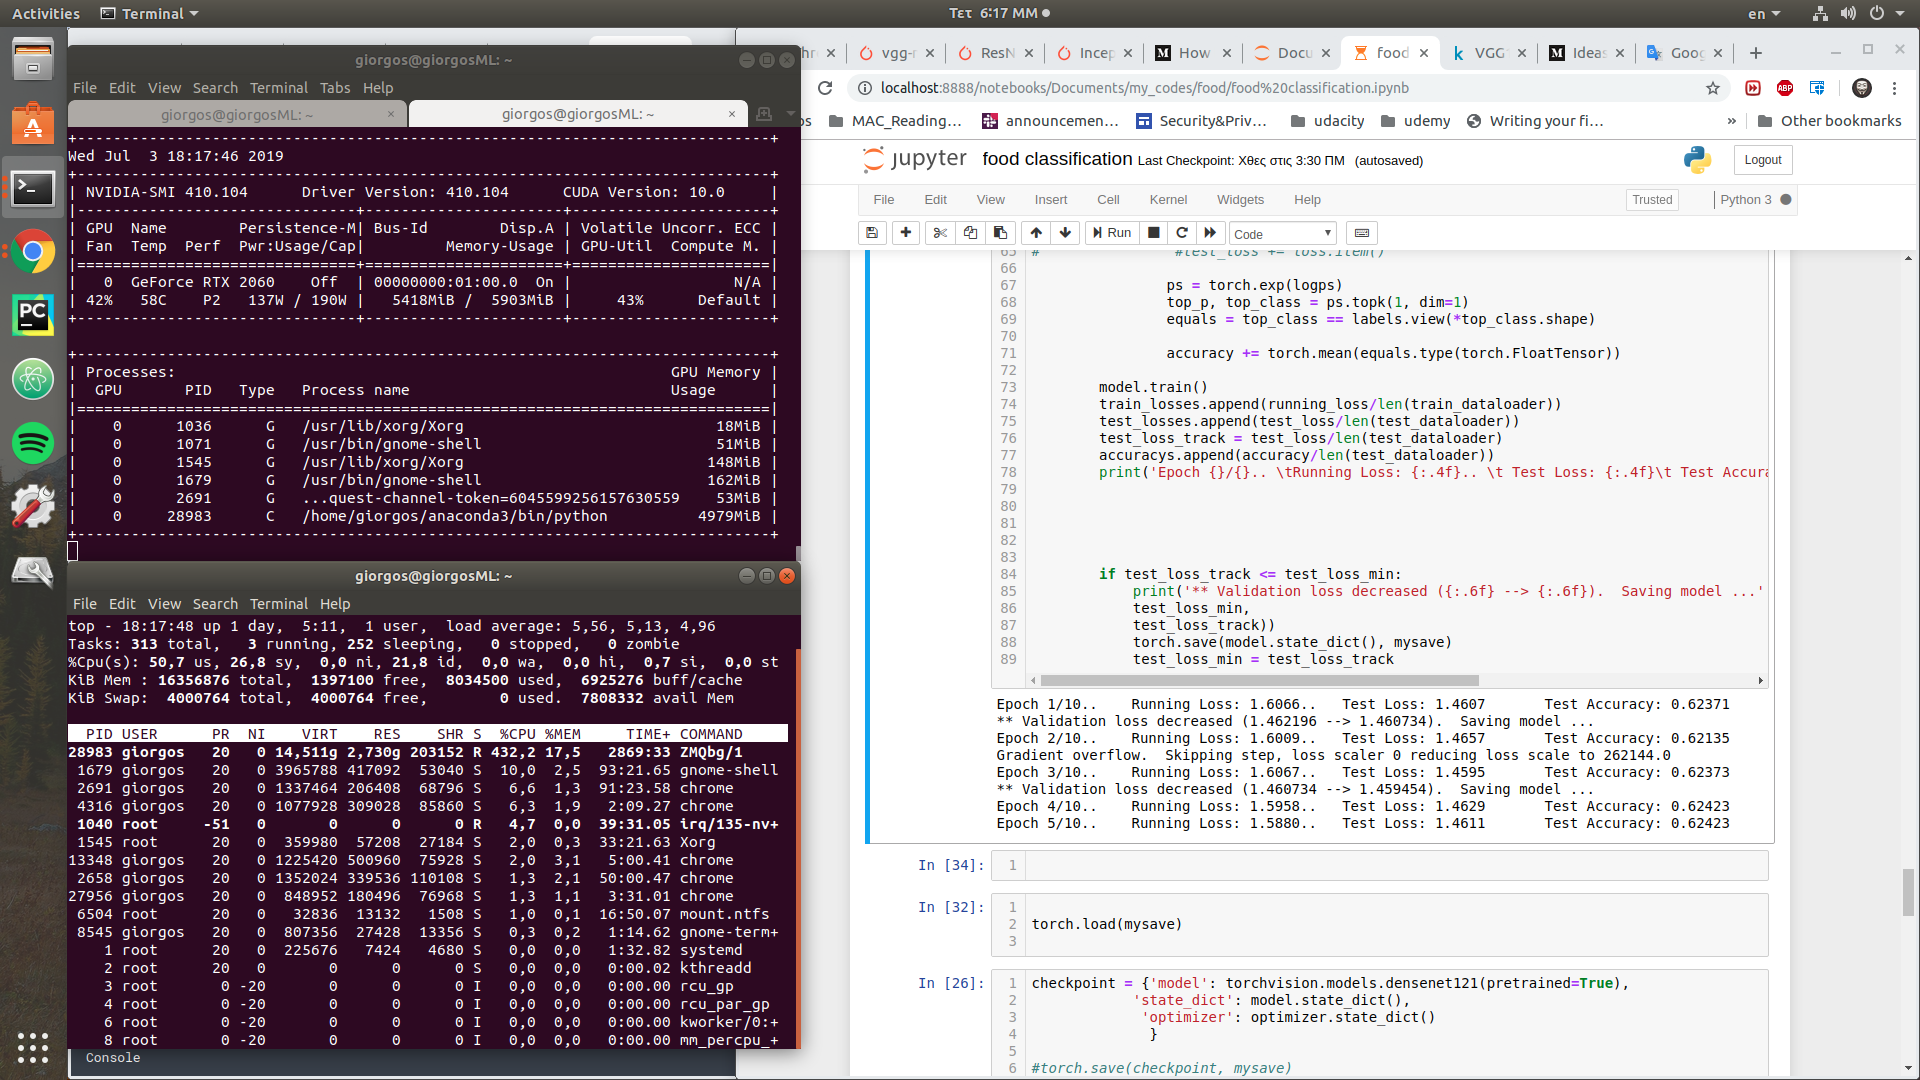 Activities
Terminal
Τετ 6:17 ΜΜ
en
giorgos@giorgosML: ~
File Edit View Search Terminal Tabs Help
giorgos@giorgosML: ~ ×
giorgos@giorgosML: ~ ×
+-----------------------------------------------------------------------------+
Wed Jul  3 18:17:46 2019
+-----------------------------------------------------------------------------+
| NVIDIA-SMI 410.104      Driver Version: 410.104      CUDA Version: 10.0     |
|-------------------------------+----------------------+----------------------+
| GPU  Name        Persistence-M| Bus-Id        Disp.A | Volatile Uncorr. ECC |
| Fan  Temp  Perf  Pwr:Usage/Cap|         Memory-Usage | GPU-Util  Compute M. |
|===============================+======================+======================|
|   0  GeForce RTX 2060    Off  | 00000000:01:00.0  On |                  N/A |
| 42%   58C    P2   137W / 190W |   5418MiB /  5903MiB |     43%      Default |
+-------------------------------+----------------------+----------------------+
+-----------------------------------------------------------------------------+
| Processes:                                                       GPU Memory |
|  GPU       PID   Type   Process name                             Usage      |
|=============================================================================|
|    0      1036      G   /usr/lib/xorg/Xorg                            18MiB |
|    0      1071      G   /usr/bin/gnome-shell                          51MiB |
|    0      1545      G   /usr/lib/xorg/Xorg                           148MiB |
|    0      1679      G   /usr/bin/gnome-shell                         162MiB |
|    0      2691      G   ...quest-channel-token=6045599256157630559    53MiB |
|    0     28983      C   /home/giorgos/anaconda3/bin/python          4979MiB |
+-----------------------------------------------------------------------------+
giorgos@giorgosML: ~
File Edit View Search Terminal Help
top - 18:17:48 up 1 day,  5:11,  1 user,  load average: 5,56, 5,13, 4,96
Tasks: 313 total,   3 running, 252 sleeping,   0 stopped,   0 zombie
%Cpu(s): 50,7 us, 26,8 sy,  0,0 ni, 21,8 id,  0,0 wa,  0,0 hi,  0,7 si,  0,0 st
KiB Mem : 16356876 total,  1397100 free,  8034500 used,  6925276 buff/cache
KiB Swap:  4000764 total,  4000764 free,        0 used.  7808332 avail Mem
PID USER      PR  NI    VIRT    RES    SHR S  %CPU %MEM     TIME+ COMMAND
28983 giorgos   20   0 14,511g 2,730g 203152 R 432,2 17,5   2869:33 ZMQbg/1
1679 giorgos   20   0 3965788 417092  53040 S  10,0  2,5  93:21.65 gnome-shell
2691 giorgos   20   0 1337464 206408  68796 S   6,6  1,3  91:23.58 chrome
4316 giorgos   20   0 1077928 309028  85860 S   6,3  1,9   2:09.27 chrome
1040 root     -51   0       0      0      0 R   4,7  0,0  39:31.05 irq/135-nv+
1545 root      20   0  359980  57208  27184 S   2,0  0,3  33:21.63 Xorg
13348 giorgos   20   0 1225420 500960  75928 S   2,0  3,1   5:00.41 chrome
2658 giorgos   20   0 1352024 339536 110108 S   1,3  2,1  50:00.47 chrome
27956 giorgos   20   0  848952 180496  76968 S   1,3  1,1   3:31.01 chrome
6504 root      20   0   32836  13132   1508 S   1,0  0,1  16:50.07 mount.ntfs
8545 giorgos   20   0  807356  27428  13356 S   0,3  0,2   1:14.62 gnome-term+
1 root      20   0  225676   7424   4680 S   0,0  0,0   1:32.82 systemd
2 root      20   0       0      0      0 S   0,0  0,0   0:00.02 kthreadd
3 root       0 -20       0      0      0 I   0,0  0,0   0:00.00 rcu_gp
4 root       0 -20       0      0      0 I   0,0  0,0   0:00.00 rcu_par_gp
6 root       0 -20       0      0      0 I   0,0  0,0   0:00.00 kworker/0:+
8 root       0 -20       0      0      0 I   0,0  0,0   0:00.00 mm_percpu_+
Console
vgg-r × ResN × Incep × How × Docu × food × VGG × Ideas × Goog × +
localhost:8888/notebooks/Documents/my_codes/food/food%20classification.ipynb
MAC_Reading... announcemen... Security&Priv... udacity udemy Writing your fi... » Other bookmarks
jupyter food classification Last Checkpoint: Χθες στις 3:30 ΠΜ (autosaved)
Logout
File Edit View Insert Cell Kernel Widgets Help
Trusted
Python 3
Run
Code
65 #                #test_loss += loss.item()
66
67                 ps = torch.exp(logps)
68                 top_p, top_class = ps.topk(1, dim=1)
69                 equals = top_class == labels.view(*top_class.shape)
70
71                 accuracy += torch.mean(equals.type(torch.FloatTensor))
72
73         model.train()
74         train_losses.append(running_loss/len(train_dataloader))
75         test_losses.append(test_loss/len(test_dataloader))
76         test_loss_track = test_loss/len(test_dataloader)
77         accuracys.append(accuracy/len(test_dataloader))
78         print('Epoch {}/{}.. \tRunning Loss: {:.4f}.. \t Test Loss: {:.4f}\t Test Accura
79
80
81
82
83
84         if test_loss_track <= test_loss_min:
85             print('** Validation loss decreased ({:.6f} --> {:.6f}).  Saving model ...'
86             test_loss_min,
87             test_loss_track))
88             torch.save(model.state_dict(), mysave)
89             test_loss_min = test_loss_track
Epoch 1/10..    Running Loss: 1.6066..   Test Loss: 1.4607       Test Accuracy: 0.62371
** Validation loss decreased (1.462196 --> 1.460734).  Saving model ...
Epoch 2/10..    Running Loss: 1.6009..   Test Loss: 1.4657       Test Accuracy: 0.62135
Gradient overflow.  Skipping step, loss scaler 0 reducing loss scale to 262144.0
Epoch 3/10..    Running Loss: 1.6067..   Test Loss: 1.4595       Test Accuracy: 0.62373
** Validation loss decreased (1.460734 --> 1.459454).  Saving model ...
Epoch 4/10..    Running Loss: 1.5958..   Test Loss: 1.4629       Test Accuracy: 0.62423
Epoch 5/10..    Running Loss: 1.5880..   Test Loss: 1.4611       Test Accuracy: 0.62423
In [34]: 1
In [32]: 1
2 torch.load(mysave)
3
In [26]: 1 checkpoint = {'model': torchvision.models.densenet121(pretrained=True),
2             'state_dict': model.state_dict(),
3              'optimizer': optimizer.state_dict()
4               }
5
6 #torch.save(checkpoint, mysave)